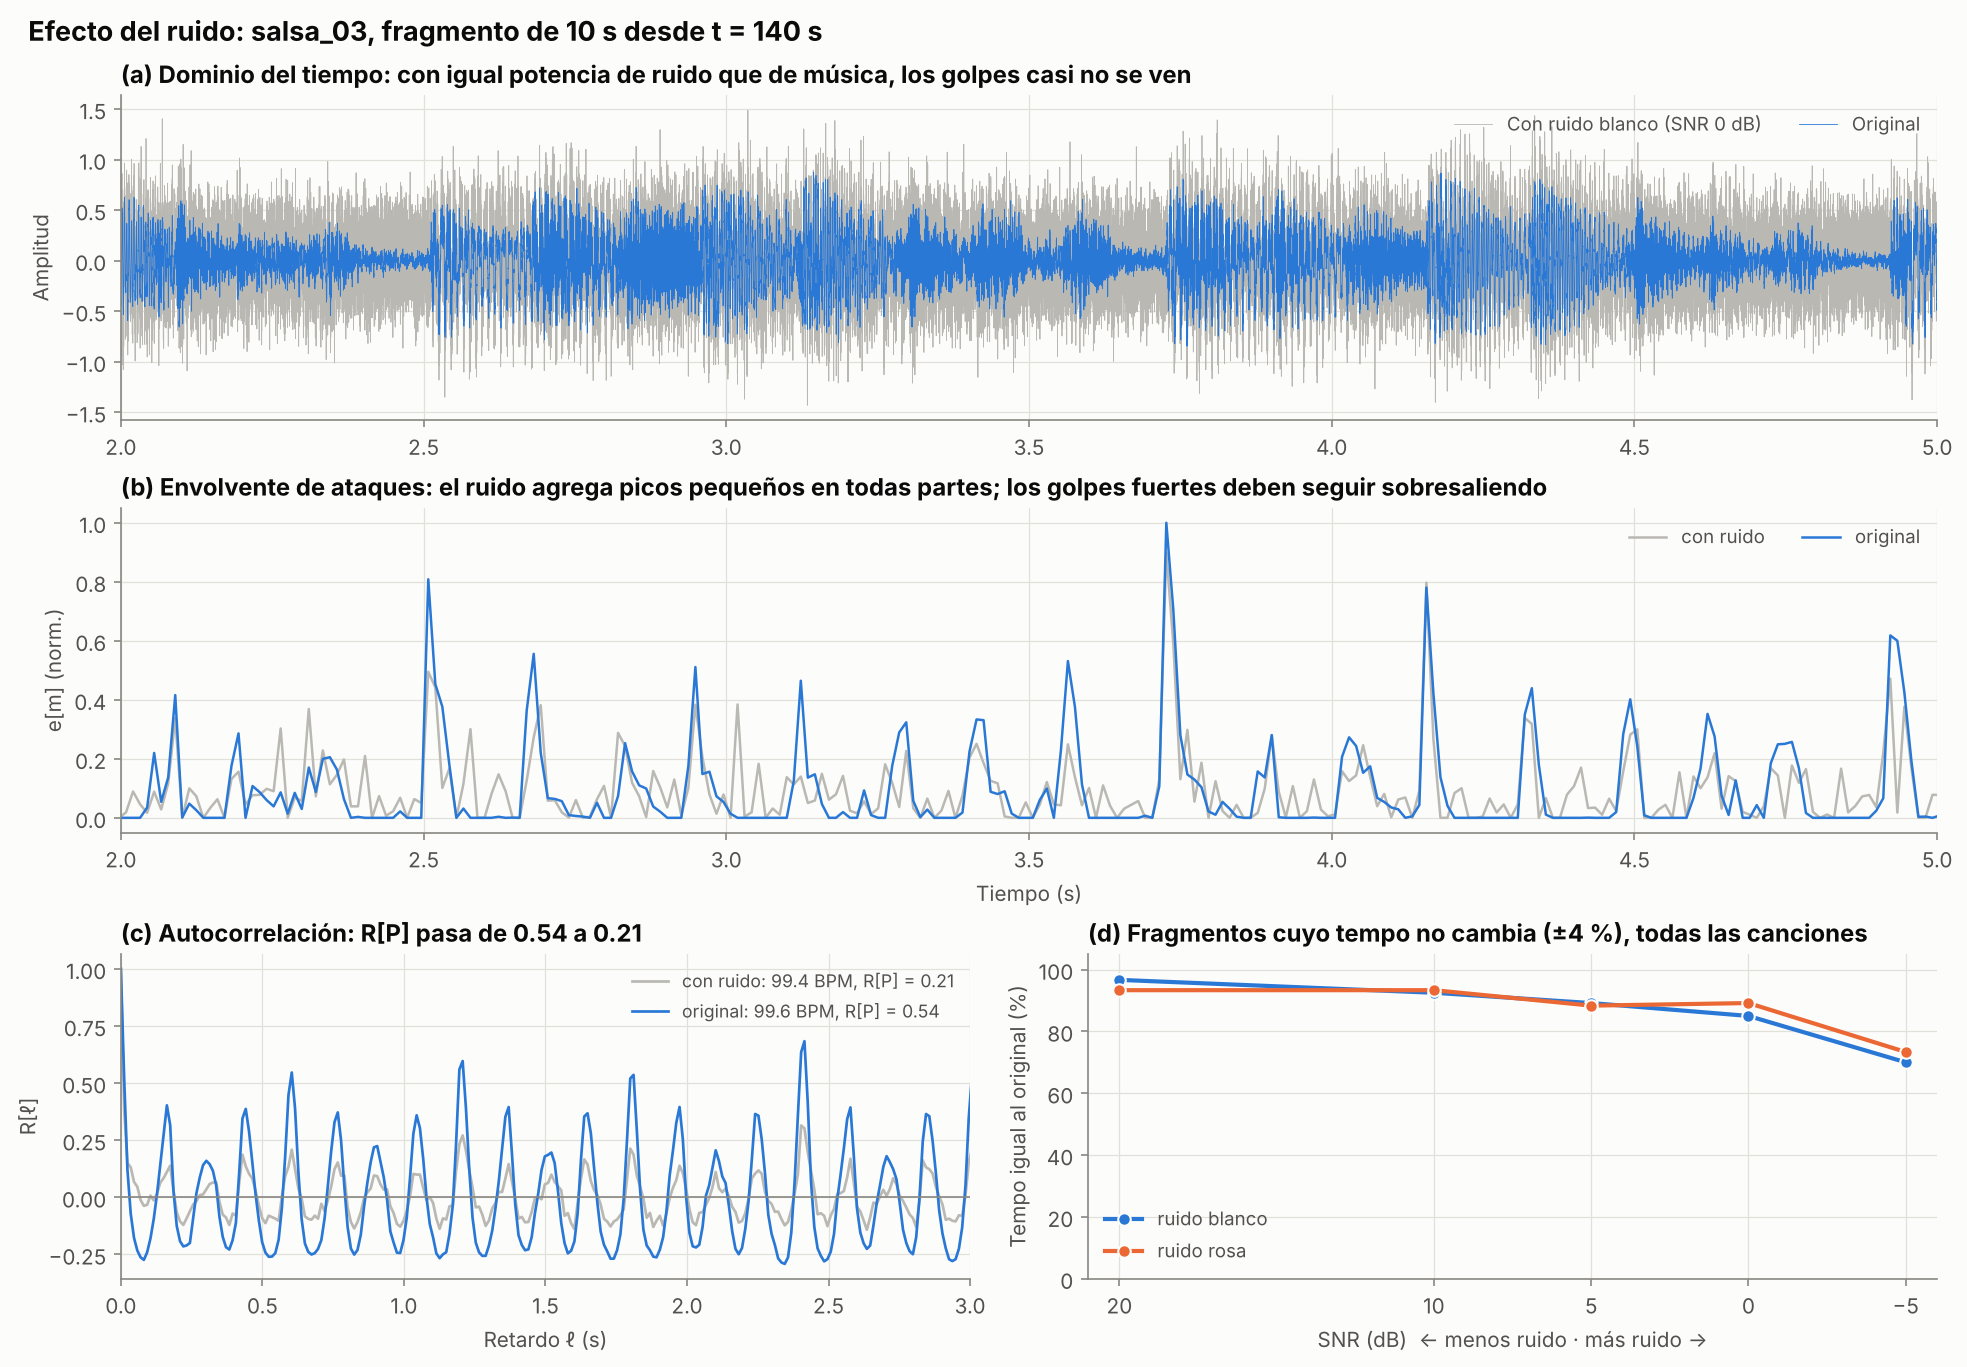 Efecto del ruido: salsa_03, fragmento de 10 s desde t = 140 s
(a) Dominio del tiempo: con igual potencia de ruido que de música, los golpes casi no se ven
Con ruido blanco (SNR 0 dB) Original
Amplitud
1.5
1.0
0.5
0.0
−0.5
−1.0
−1.5
2.0 2.5 3.0 3.5 4.0 4.5 5.0
(b) Envolvente de ataques: el ruido agrega picos pequeños en todas partes; los golpes fuertes deben seguir sobresaliendo
con ruido original
e[m] (norm.)
1.0
0.8
0.6
0.4
0.2
0.0
2.0 2.5 3.0 3.5 4.0 4.5 5.0
Tiempo (s)
(c) Autocorrelación: R[P] pasa de 0.54 a 0.21
con ruido: 99.4 BPM, R[P] = 0.21
original: 99.6 BPM, R[P] = 0.54
R[ℓ]
1.00
0.75
0.50
0.25
0.00
−0.25
0.0 0.5 1.0 1.5 2.0 2.5 3.0
Retardo ℓ (s)
(d) Fragmentos cuyo tempo no cambia (±4 %), todas las canciones
Tempo igual al original (%)
100
80
60
40
20
0
ruido blanco
ruido rosa
20 10 5 0 −5
SNR (dB) ← menos ruido · más ruido →